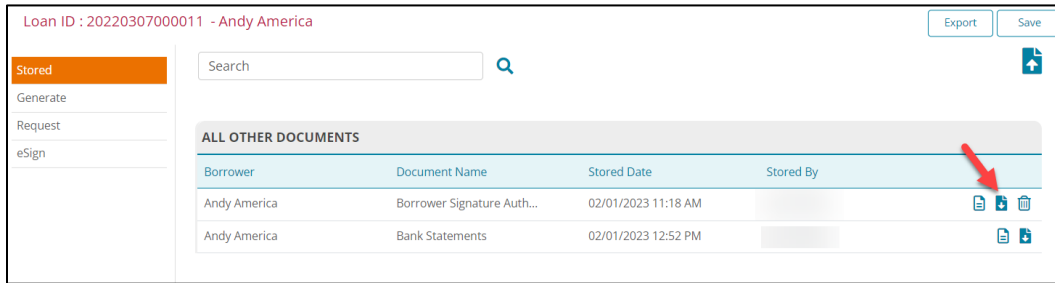 Loan ID : 20220307000011 - Andy America
Export
Save
Stored
Generate
Request
eSign
Search
ALL OTHER DOCUMENTS
Borrower Document Name Stored Date Stored By
Andy America Borrower Signature Auth... 02/01/2023 11:18 AM
Andy America Bank Statements 02/01/2023 12:52 PM